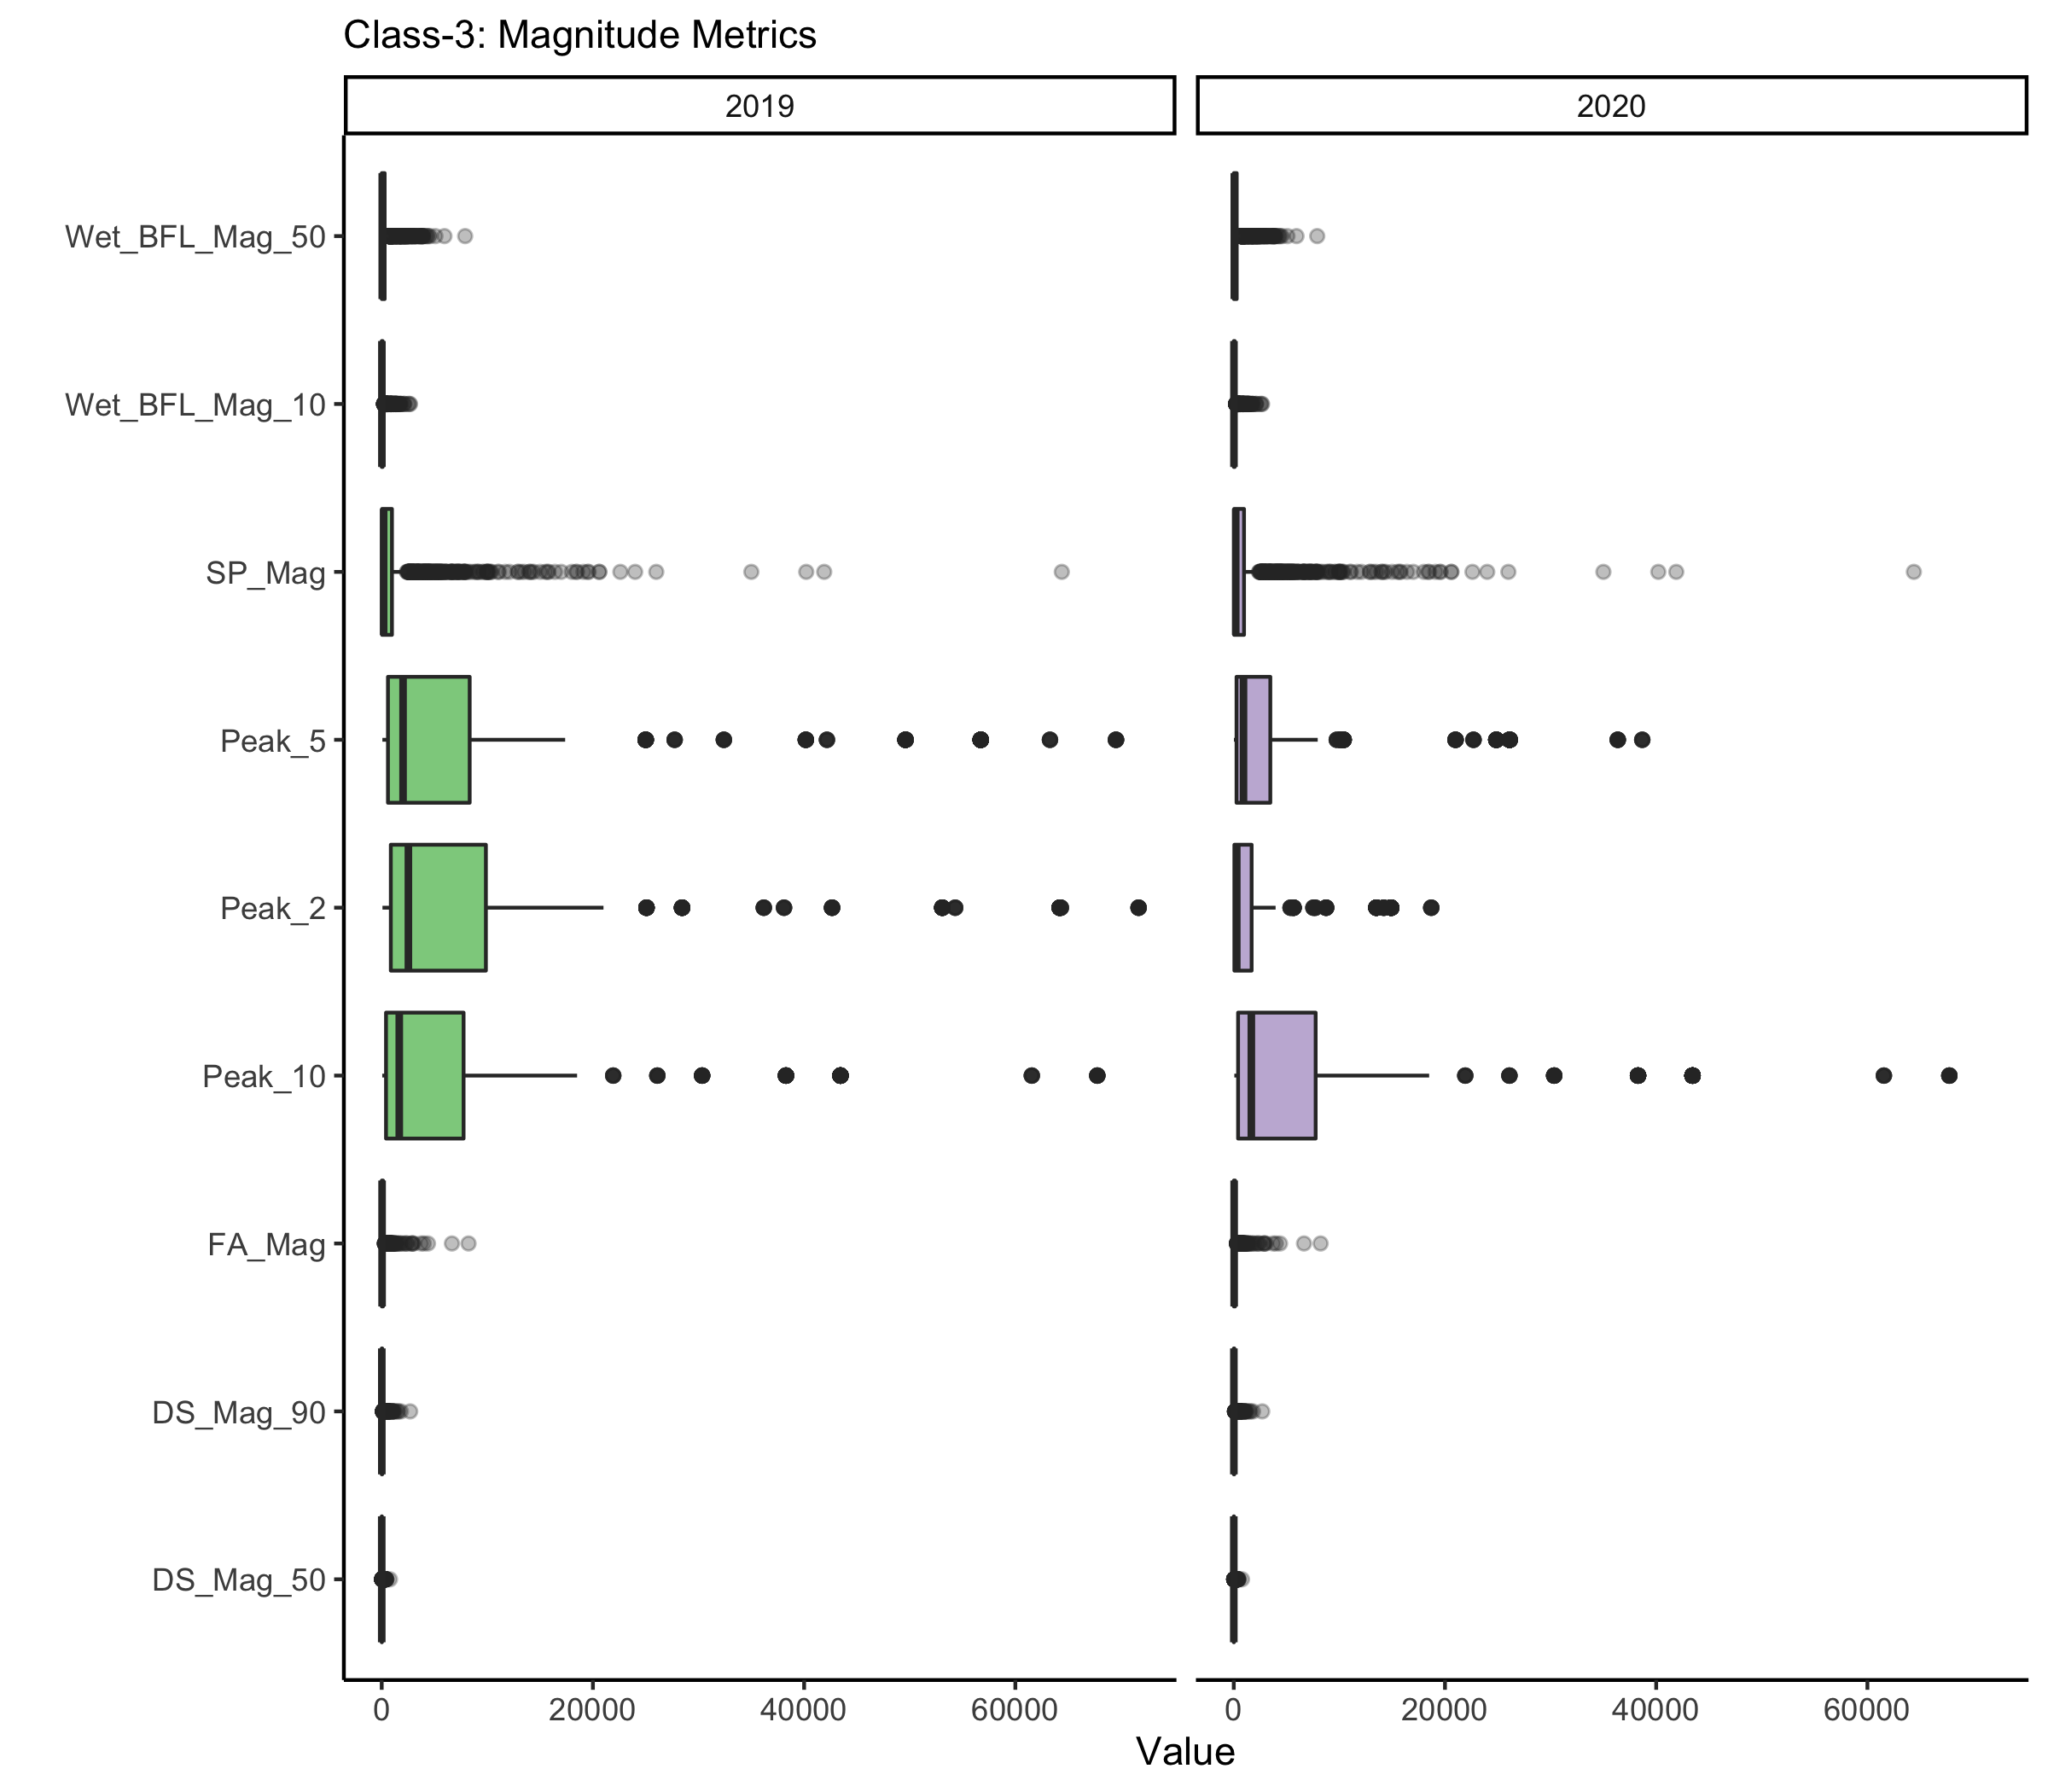 Class-3: Magnitude Metrics
2019
2020
Wet_BFL_Mag_50
Wet_BFL_Mag_10
SP_Mag
Peak_5
Peak_2
Peak_10
FA_Mag
DS_Mag_90
DS_Mag_50
0 20000 40000 60000 0 20000 40000 60000
Value